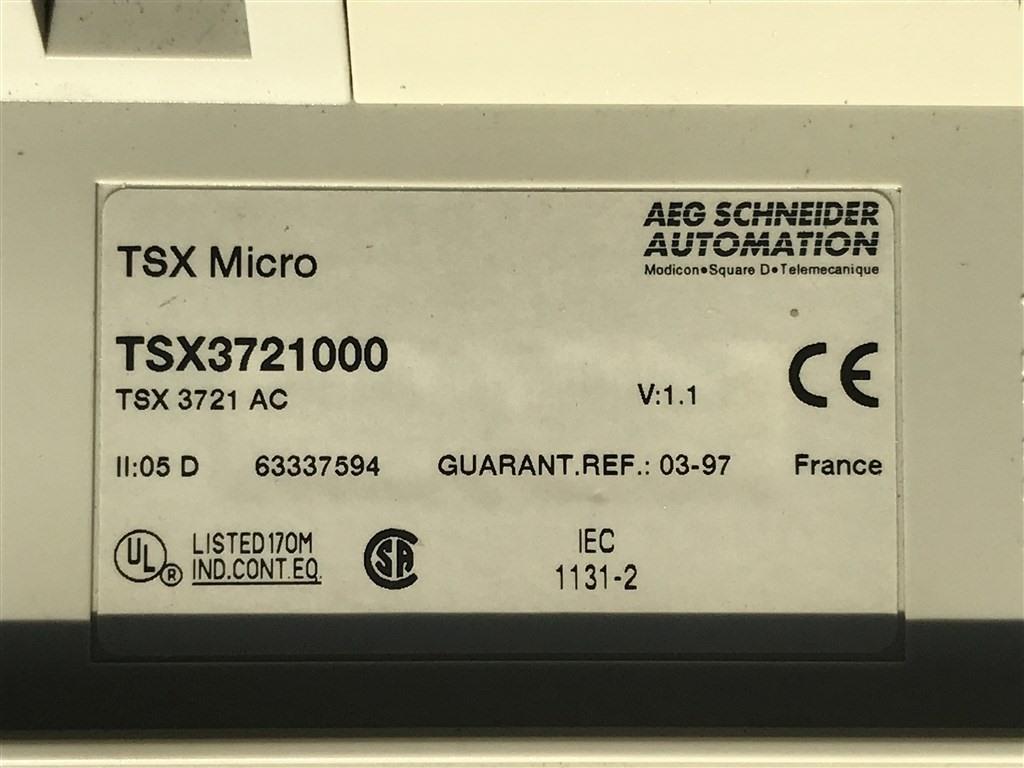 AEG SCHNEIDER
AUTOMATION
Modicon•Square D•Telemecanique
TSX Micro
TSX3721000
TSX 3721 AC
V:1.1
CE
II:05 D 63337594 GUARANT.REF.: 03-97 France
UL ® LISTED 170M
IND.CONT.EQ.
SA
IEC
1131-2